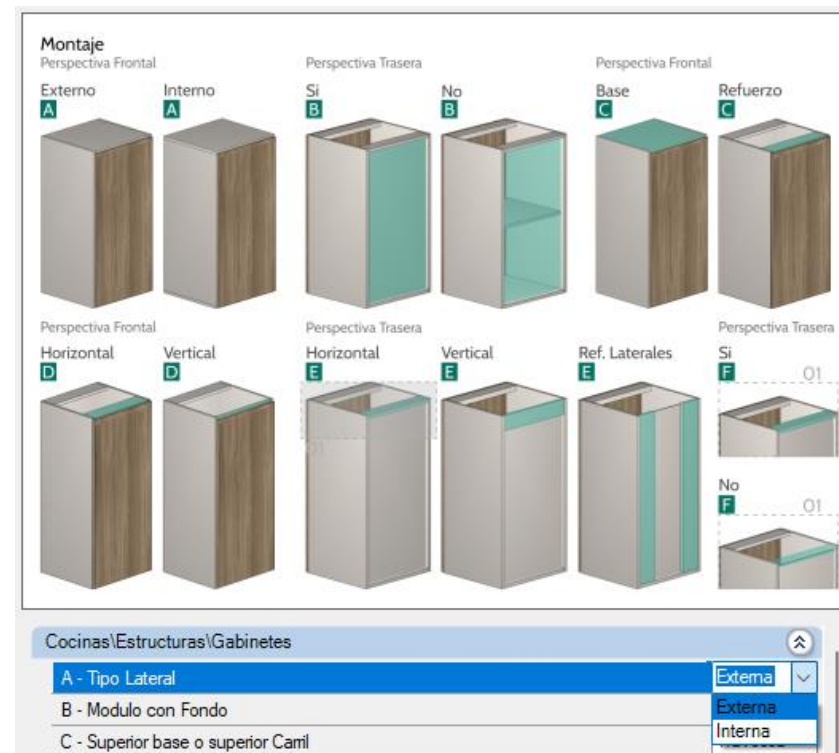 Montaje
Perspectiva Frontal Perspectiva Trasera Perspectiva Frontal
Externo Interno Si No Base Refuerzo
A A B B C C
Perspectiva Frontal Perspectiva Trasera Perspectiva Trasera
Horizontal Vertical Horizontal Vertical Ref. Laterales Si
D D E E E F 01
01
No
F 01
Cocinas\Estructuras\Gabinetes
A - Tipo Lateral Externa
B - Modulo con Fondo Externa
Interna
C - Superior base o superior Carril